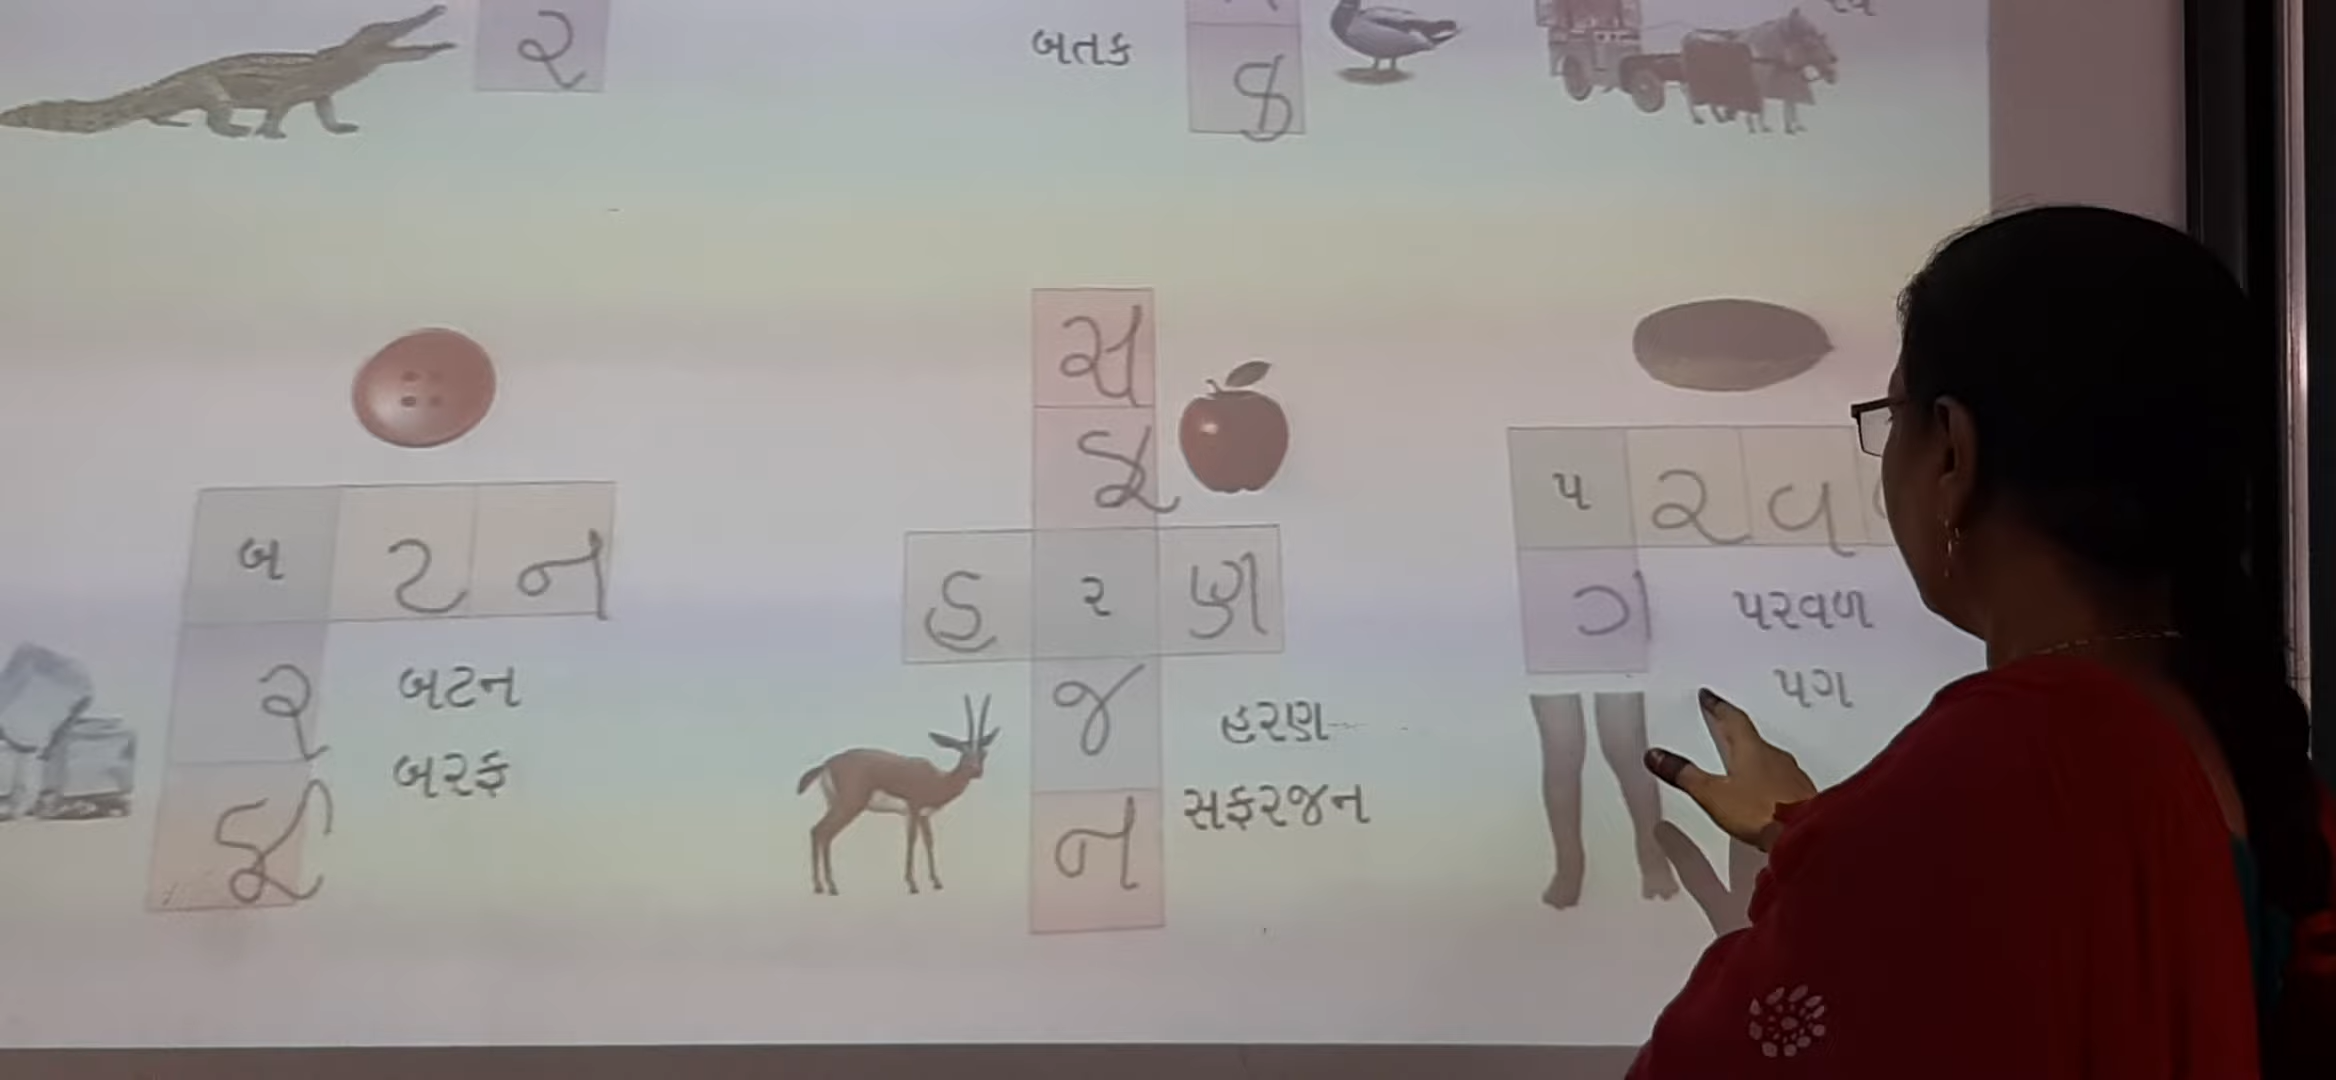 ર
બતક
ક
બ ટ ન
ર
ફ
બટન
બરફ
સ
ફ
હ ર ણ
જ
ન
હરણ
સફરજન
પ ર વ
ગ
પરવળ
પગ